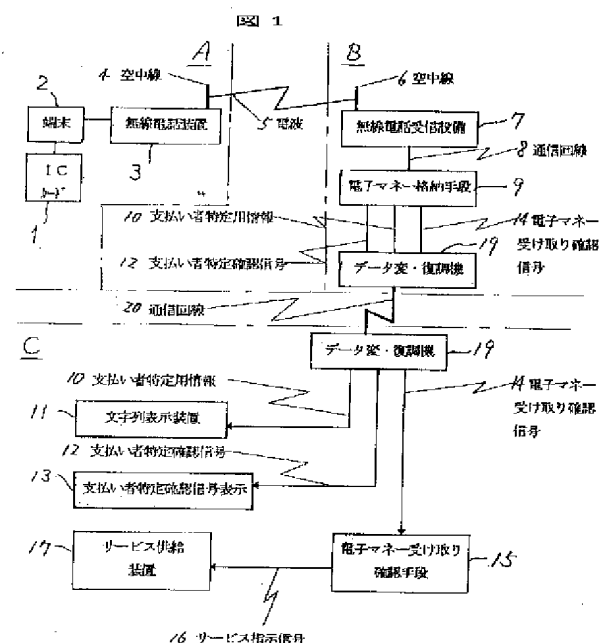 図 1
A
B
4 空中線
6 空中線
2
端末
無線電話装置
3
5 電波
無線電話受信設備
7
8 通信回線
IC
カード
1
電子マネー格納手段
9
10 支払い者特定用情報
14 電子マネー
受け取り確認
信号
12 支払い者特定確認信号
19
データ変・復調機
20 通信回線
C
データ変・復調機
19
10 支払い者特定用情報
14 電子マネー
受け取り確認
信号
11
文字列表示装置
12 支払い者特定確認信号
13
支払い者特定確認信号表示
17
サービス供給
装置
電子マネー受け取り
確認手段
15
16 サービス指示信号